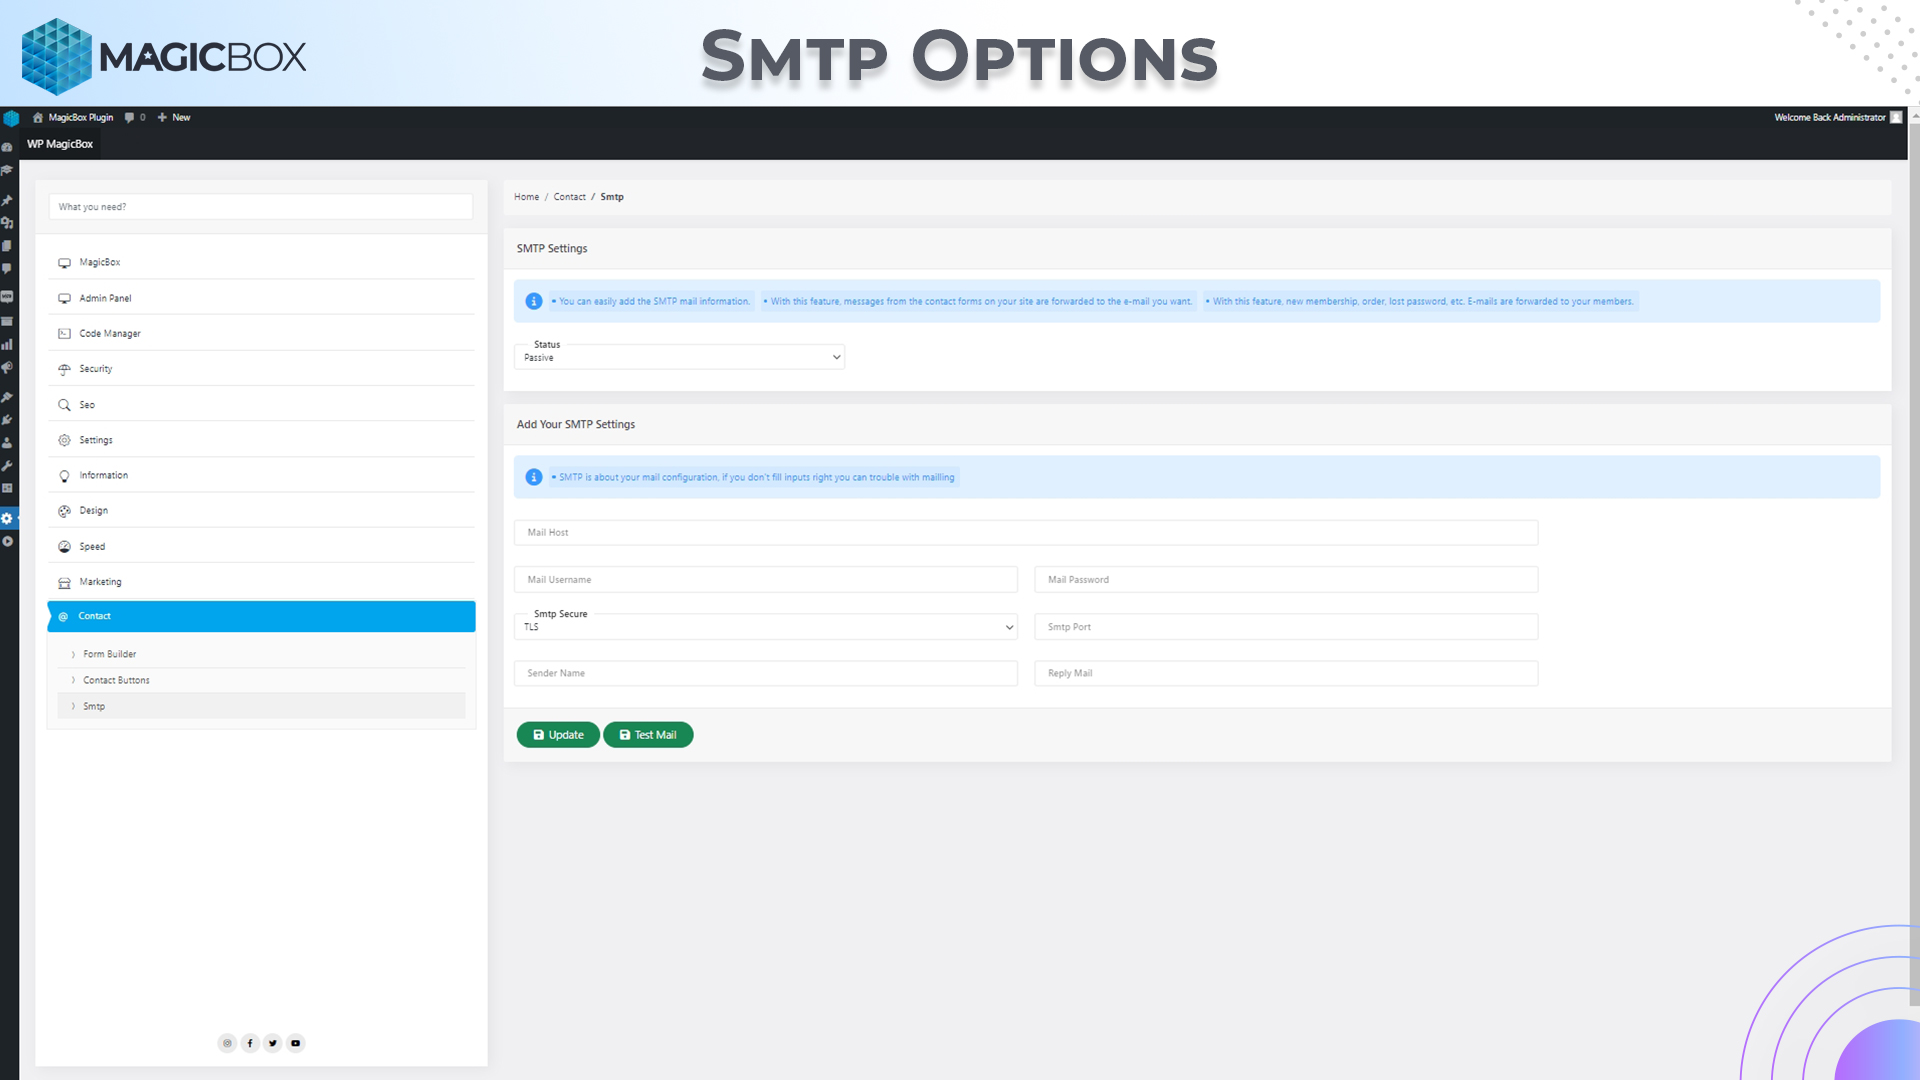 MAGICBOX
SMTP OPTIONS
MagicBox Plugin 0 New
Welcome Back Administrator
WP MagicBox
What you need?
MagicBox
Admin Panel
Code Manager
Security
Seo
Settings
Information
Design
Speed
Marketing
@ Contact
Form Builder
Contact Buttons
Smtp
Home / Contact / Smtp
SMTP Settings
• You can easily add the SMTP mail information. • With this feature, messages from the contact forms on your site are forwarded to the e-mail you want. • With this feature, new membership, order, lost password, etc. E-mails are forwarded to your members.
Status
Passive
Add Your SMTP Settings
• SMTP is about your mail configuration, if you don't fill inputs right you can trouble with mailling
Mail Host
Mail Username
Mail Password
Smtp Secure
TLS
Smtp Port
Sender Name
Reply Mail
Update
Test Mail